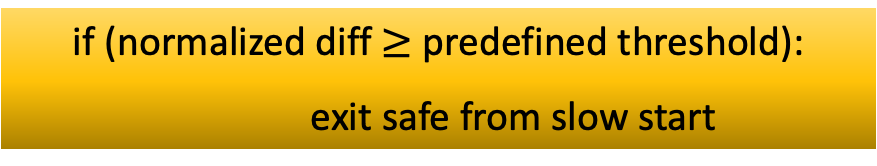 if (normalized diff ≥ predefined threshold):
exit safe from slow start